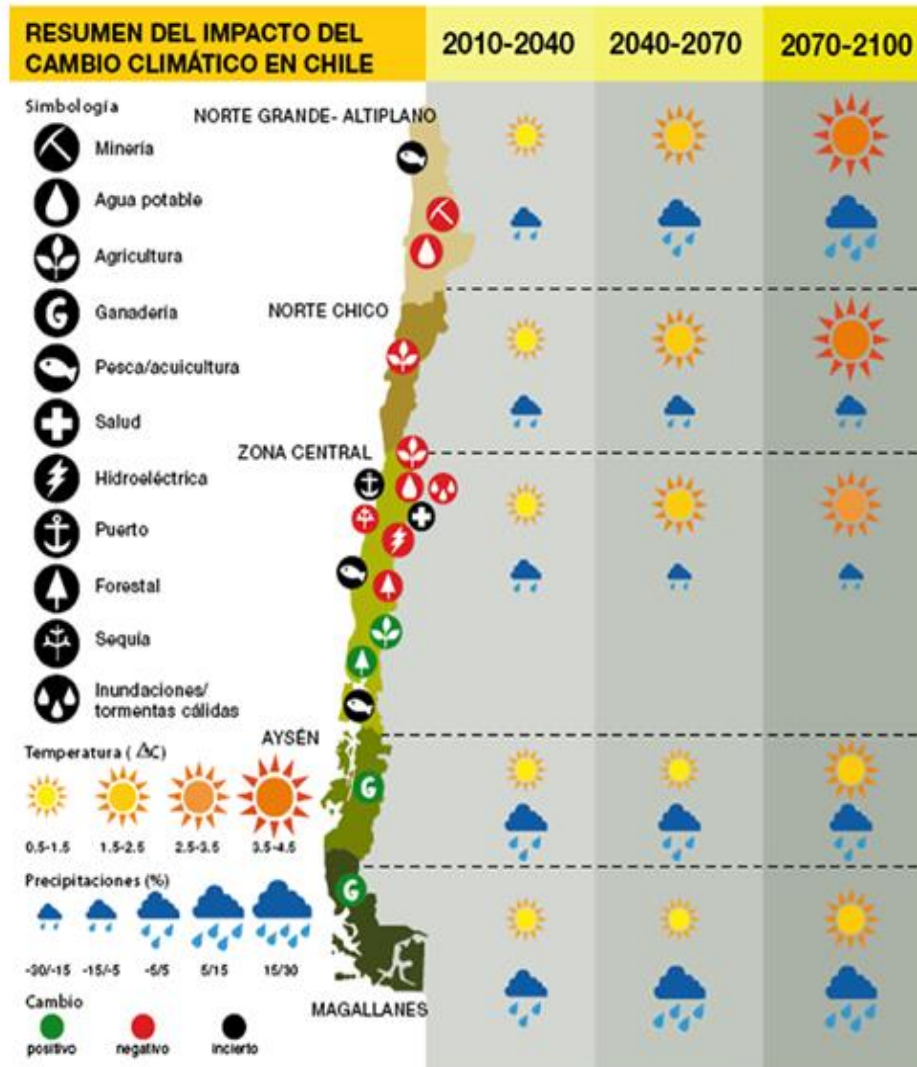 RESUMEN DEL IMPACTO DEL
CAMBIO CLIMÁTICO EN CHILE
2010-2040
2040-2070
2070-2100
Simbología
Minería
Agua potable
Agricultura
Ganadería
Pesca/acuicultura
Salud
Hidroeléctrica
Puerto
Forestal
Sequía
Inundaciones/
tormentas cálidas
NORTE GRANDE- ALTIPLANO
NORTE CHICO
ZONA CENTRAL
AYSÉN
MAGALLANES
Temperatura ( ΔC)
0.5-1.5 1.5-2.5 2.5-3.5 3.5-4.5
Precipitaciones (%)
-30/-15 -15/-5 -5/5 5/15 15/30
Cambio
positivo negativo incierto